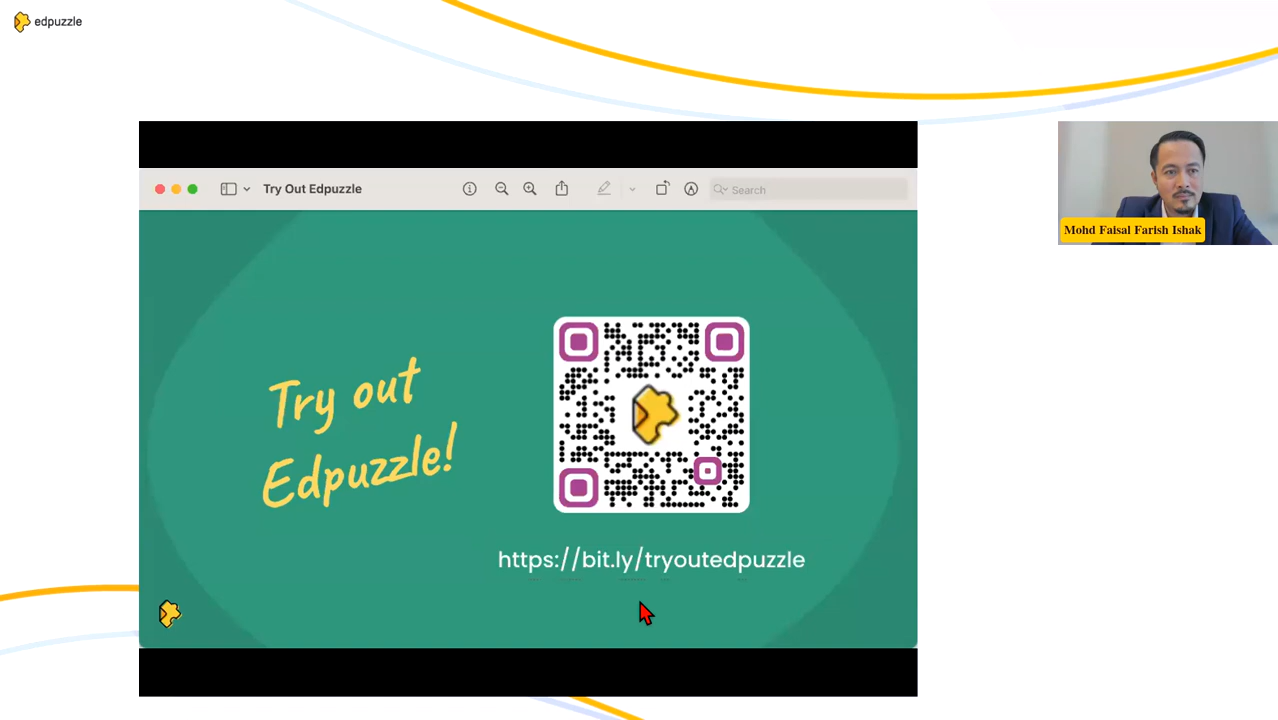 edpuzzle
Try Out Edpuzzle
Search
Try out
Edpuzzle!
https://bit.ly/tryoutedpuzzle
Mohd Faisal Farish Ishak